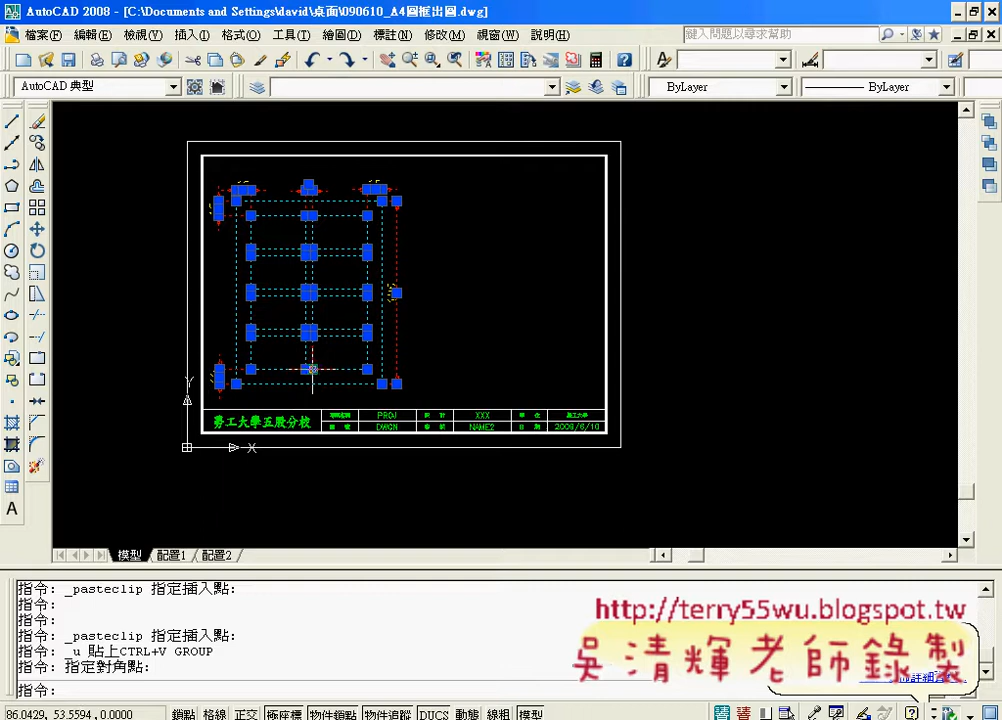 AutoCAD 2008 - [C:\Documents and Settings\david\桌面\090610_A4圖框出圖.dwg]
檔案(F) 編輯(E) 檢視(V) 插入(I) 格式(O) 工具(T) 繪圖(D) 標註(N) 修改(M) 視窗(W) 說明(H) 鍵入問題以尋求幫助
AutoCAD 典型 ByLayer ByLayer
勞工大學五股分校 PROJ 設 計 XXX
DWGN NAME2 2009/6/10
Y
X
A
模型 配置1 配置2
指令: _pasteclip 指定插入點:
指令:
指令:
指令: _pasteclip 指定插入點:
指令: _u 貼上CTRL+V GROUP
指令: 指定對角點:
指令:
http://terry55wu.blogspot.tw
吳清輝老師錄製
86.0429, 53.5594, 0.0000 鎖點 格線 正交 極座標 物件鎖點 物件追蹤 DUCS 動態 線粗 模型